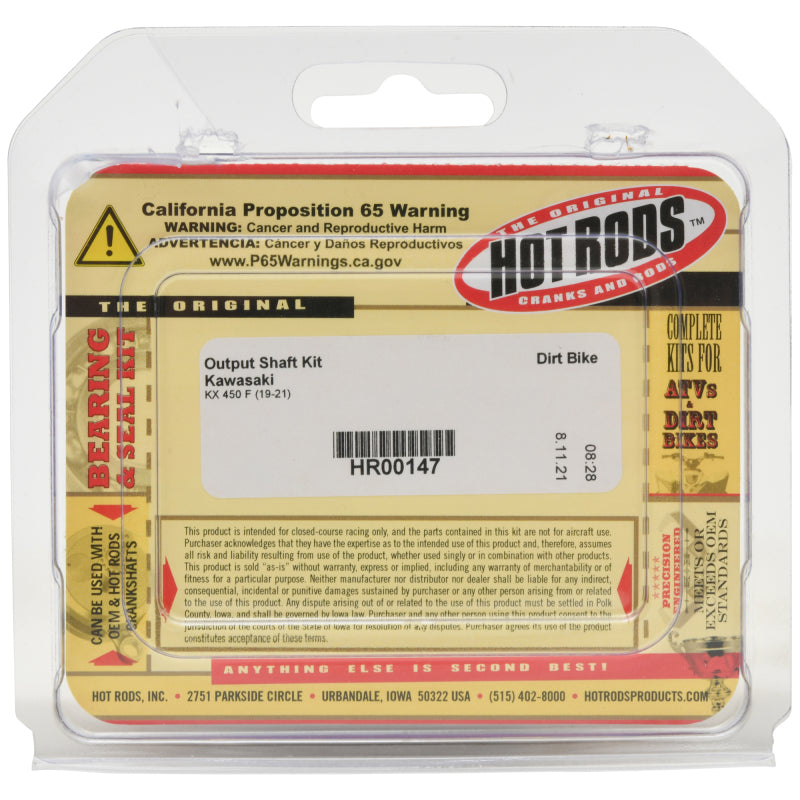 California Proposition 65 Warning
WARNING: Cancer and Reproductive Harm
ADVERTENCIA: Cáncer y Daños Reproductivos
www.P65Warnings.ca.gov
THE ORIGINAL
HOT RODS™
CRANKS AND RODS
THE ORIGINAL
BEARING
& SEAL KIT
COMPLETE
KITS FOR
ATVs
&
DIRT
BIKES
Output Shaft Kit
Dirt Bike
Kawasaki
KX 450 F (19-21)
HR00147
8.11.21
08:28
CAN BE USED WITH
OEM & HOT RODS
CRANKSHAFTS
This product is intended for closed-course racing only, and the parts contained in this kit are not for aircraft use.
Purchaser acknowledges that they have the expertise as to the intended use of this product and, therefore, assumes
all risk and liability resulting from use of the product, whether used singly or in combination with other products.
This product is sold "as-is" without warranty, express or implied, including any warranty of merchantability or of
fitness for a particular purpose. Neither manufacturer nor distributor nor dealer shall be liable for any indirect,
consequential, incidental or punitive damages sustained by purchaser or any other person arising from or related
to the use of this product. Any dispute arising out of or related to the use of this product must be settled in Polk
County, Iowa, and shall be governed by Iowa law. Purchaser and any other person using this product consent to the
jurisdiction of the courts of the State of Iowa for resolution of any disputes. Purchaser agrees its use of the product
constitutes acceptance of these terms.
PRECISION
ENGINEERED
MEETS OR
EXCEEDS OEM
STANDARDS
ANYTHING ELSE IS SECOND BEST!
HOT RODS, INC. • 2751 PARKSIDE CIRCLE • URBANDALE, IOWA 50322 USA • (515) 402-8000 • HOTRODSPRODUCTS.COM